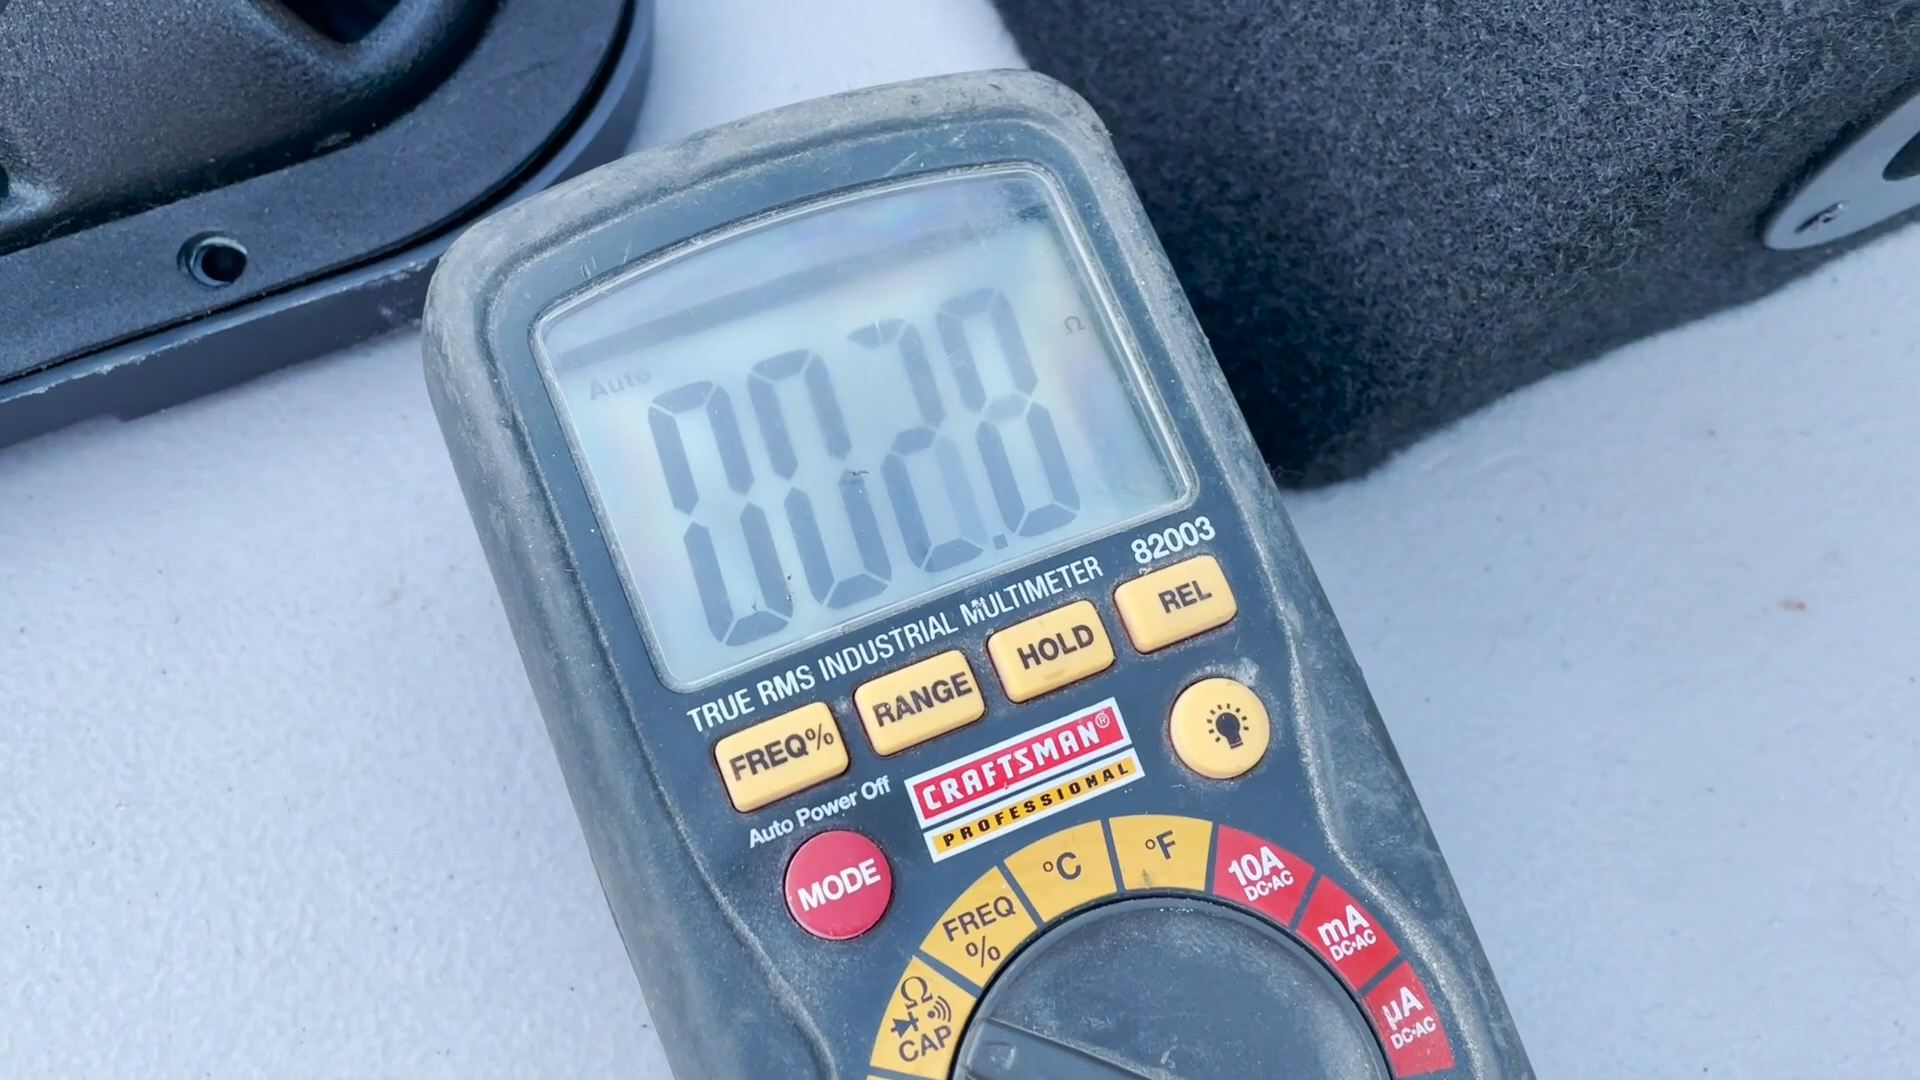 Auto
Ω
82003
TRUE RMS INDUSTRIAL MULTIMETER
FREQ% RANGE HOLD REL
Auto Power Off
CRAFTSMAN®
PROFESSIONAL
MODE
Ω
CAP
FREQ
%
°C
°F
10A
DC•AC
mA
DC•AC
µA
DC•AC